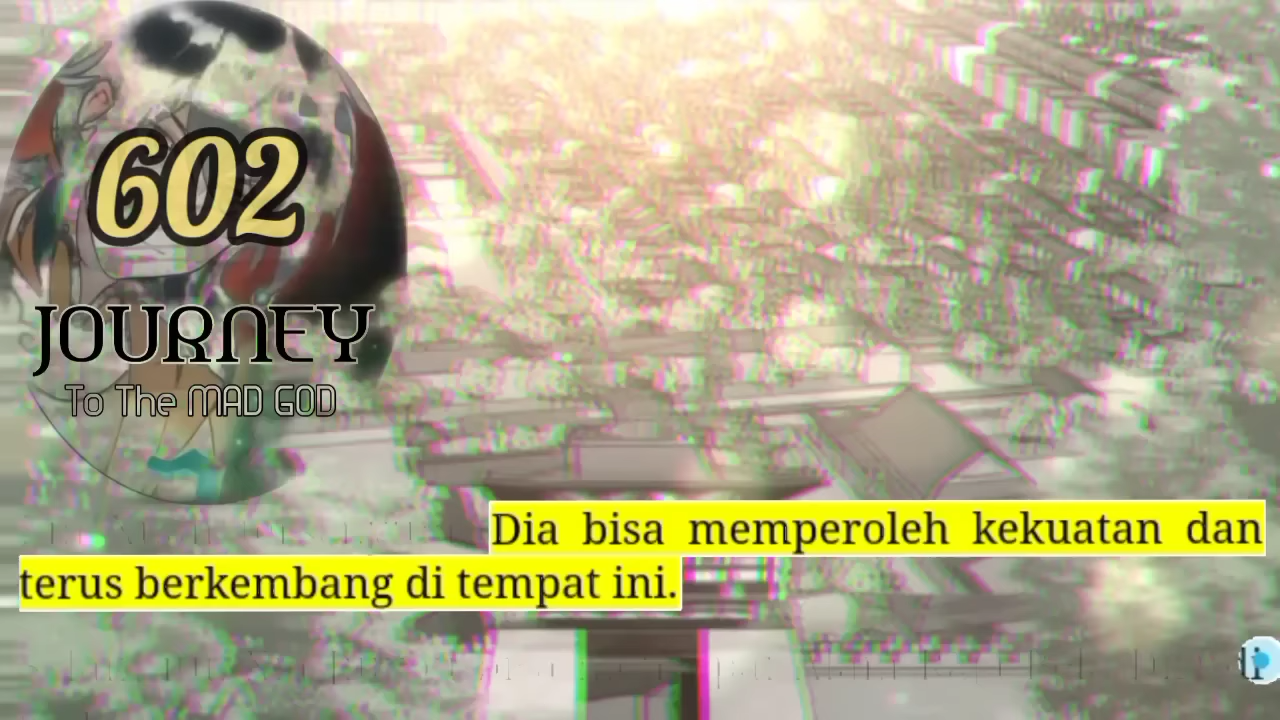 602
JOURNEY
To The MAD GOD
Dia bisa memperoleh kekuatan dan
terus berkembang di tempat ini.